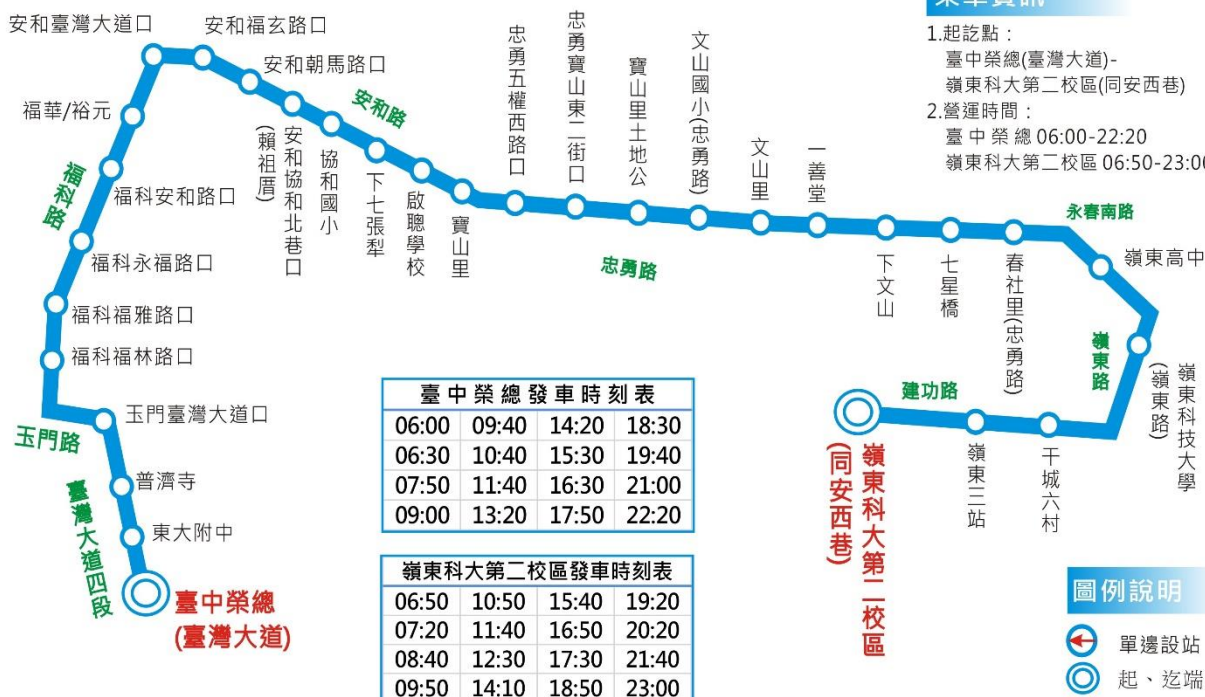 安和臺灣大道口
安和福玄路口
安和朝馬路口
福華/裕元
安和路
安和協和北巷口
(賴祖厝)
協和國小
下七張犁
啟聰學校
寶山里
忠勇五權西路口
忠勇寶山東二街口
寶山里土地公
文山國小(忠勇路)
文山里
一善堂
1.起訖點：
臺中榮總(臺灣大道)-
嶺東科大第二校區(同安西巷)
2.營運時間：
臺中榮總 06:00-22:20
嶺東科大第二校區 06:50-23:00
福科路
福科安和路口
福科永福路口
福科福雅路口
福科福林路口
忠勇路
下文山
七星橋
春社里(忠勇路)
永春南路
嶺東高中
嶺東路
嶺東科技大學
(嶺東路)
玉門路
玉門臺灣大道口
普濟寺
東大附中
臺灣大道四段
臺中榮總
(臺灣大道)
建功路
嶺東科大第二校區
(同安西巷)
嶺東三站
干城六村
臺中榮總發車時刻表
06:00 09:40 14:20 18:30
06:30 10:40 15:30 19:40
07:50 11:40 16:30 21:00
09:00 13:20 17:50 22:20
嶺東科大第二校區發車時刻表
06:50 10:50 15:40 19:20
07:20 11:40 16:50 20:20
08:40 12:30 17:30 21:40
09:50 14:10 18:50 23:00
圖例說明
單邊設站
起、迄端